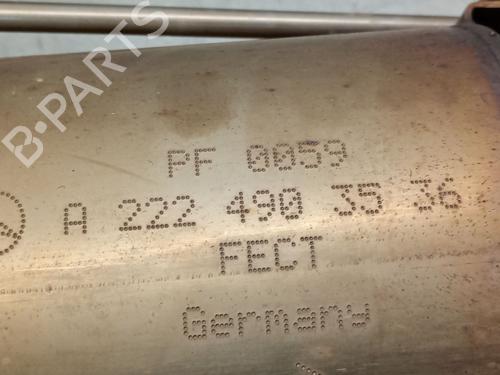 B-PARTS
PF 0059
A 222 490 35 36
FECT
Germany